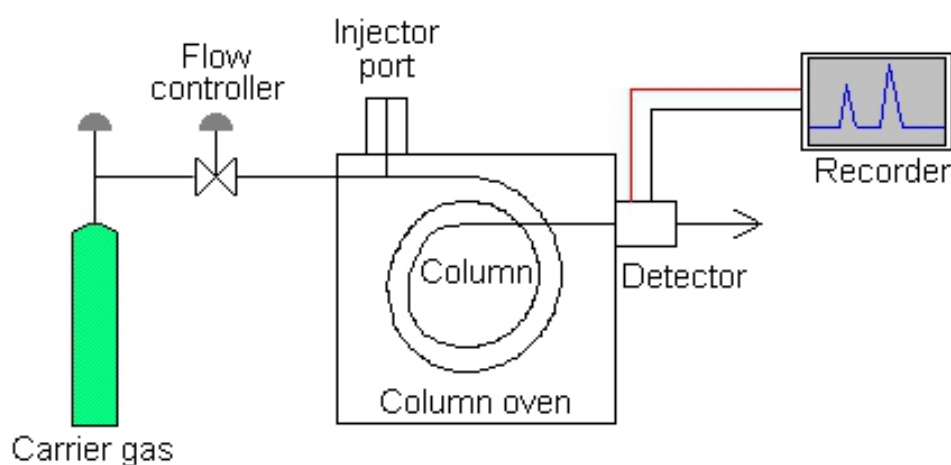 Injector
port
Flow
controller
Recorder
Column
Detector
Column oven
Carrier gas